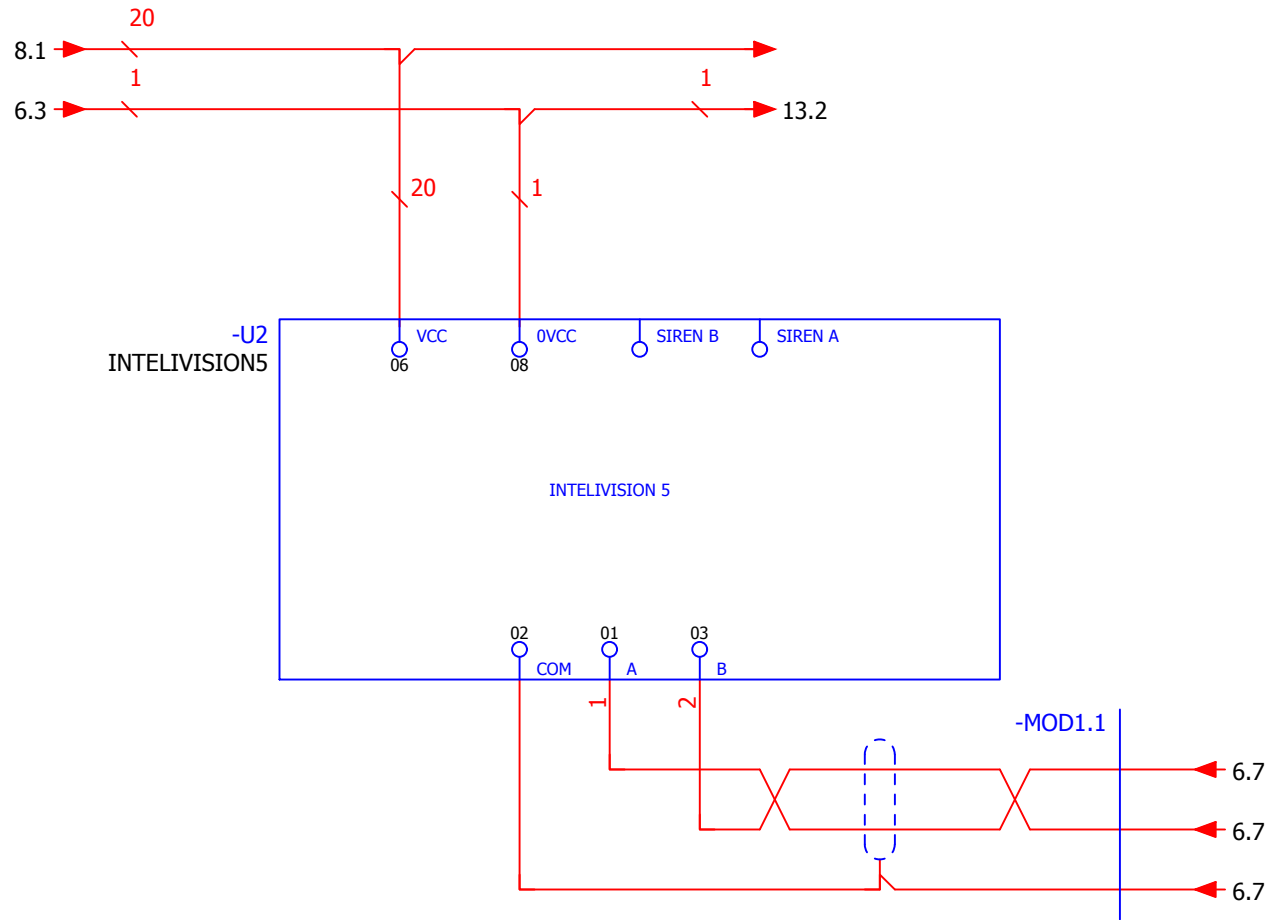 20
8.1
1
1
6.3
13.2
20
1
-U2
VCC
0VCC
SIREN B
SIREN A
INTELIVISION5
06
08
INTELIVISION 5
02
01
03
COM
A
B
1
2
-MOD1.1
6.7
6.7
6.7